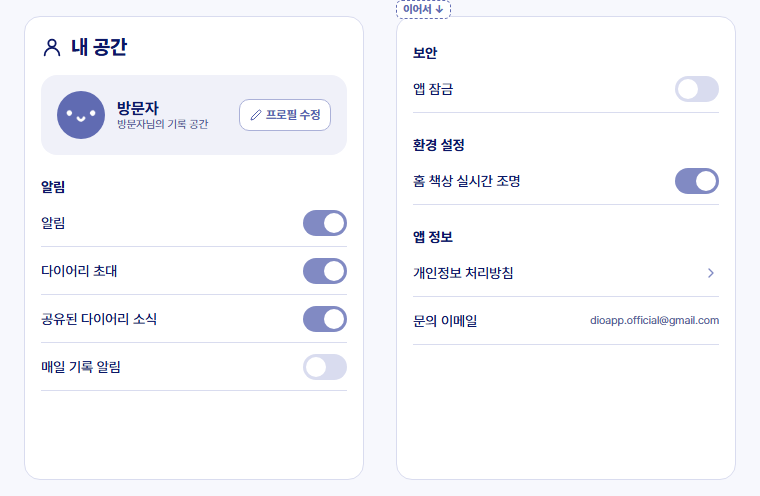 내 공간
방문자
방문자님의 기록 공간
프로필 수정
알림
알림
다이어리 초대
공유된 다이어리 소식
매일 기록 알림
이어서 ↓
보안
앱 잠금
환경 설정
홈 책상 실시간 조명
앱 정보
개인정보 처리방침
문의 이메일
dioapp.official@gmail.com